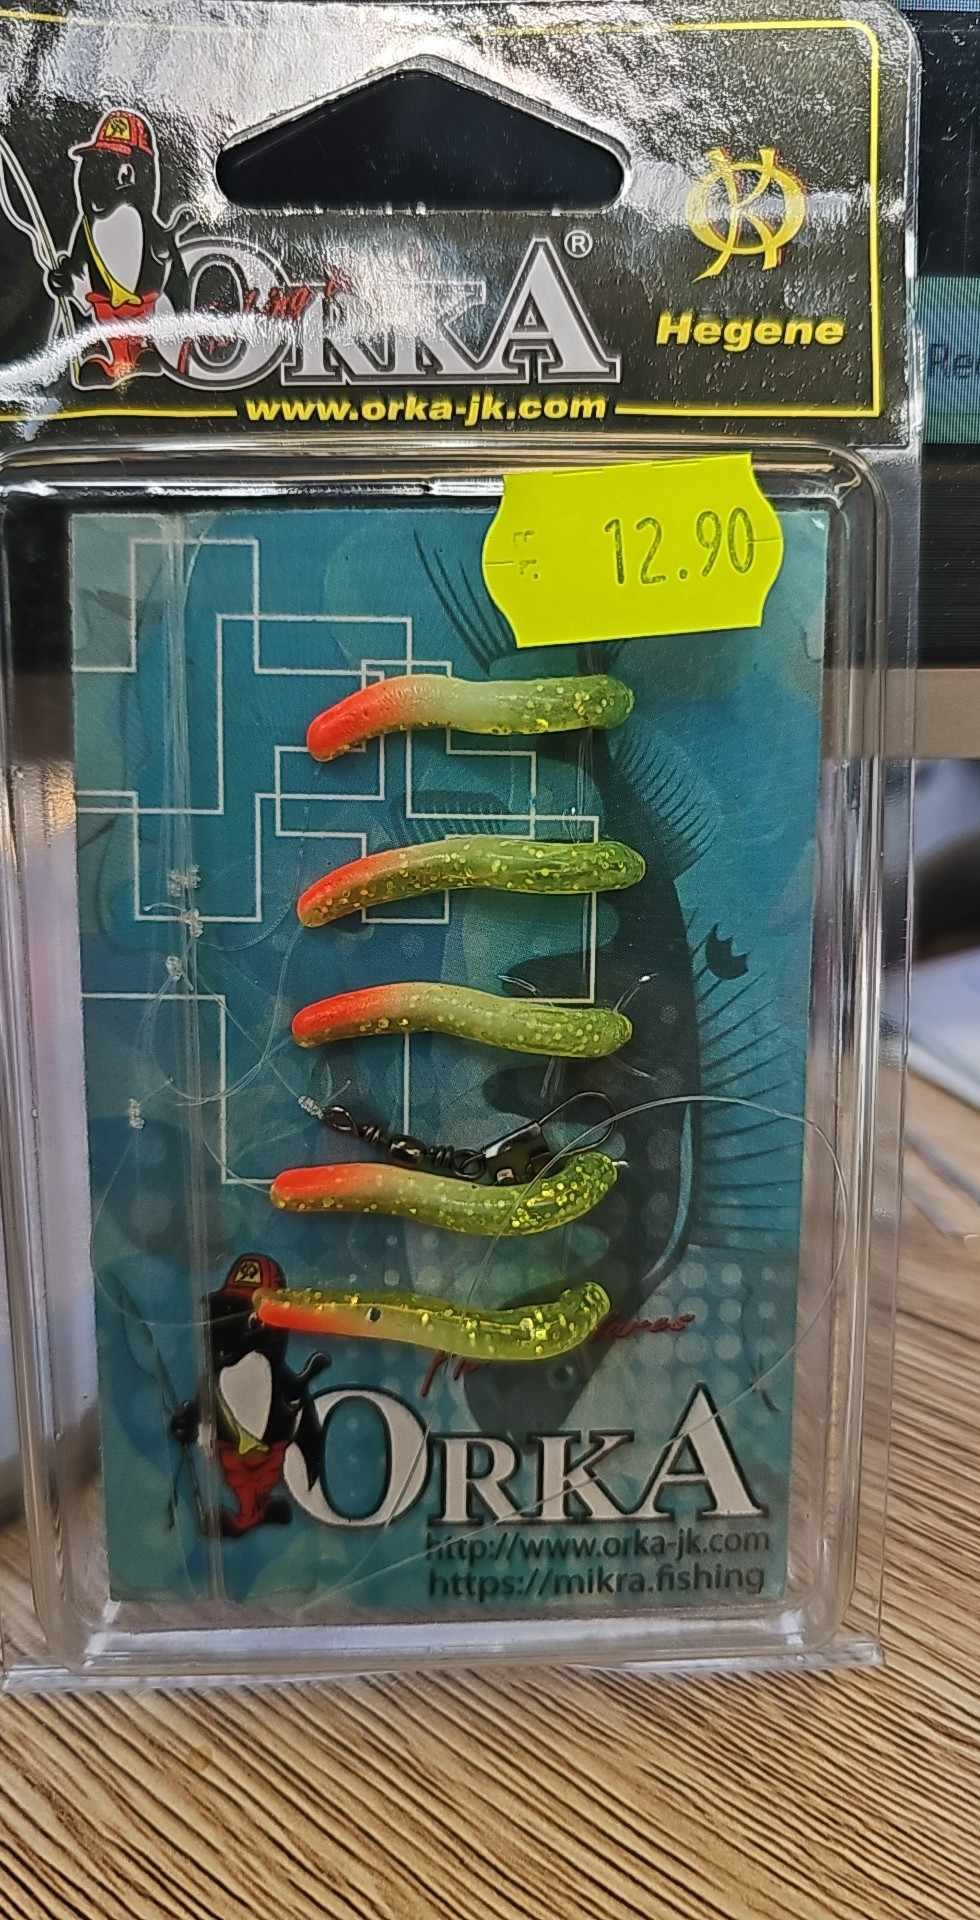 ORKA®
Hegene
www.orka-jk.com
12.90
ORKA
http://www.orka-jk.com
https://mikra.fishing